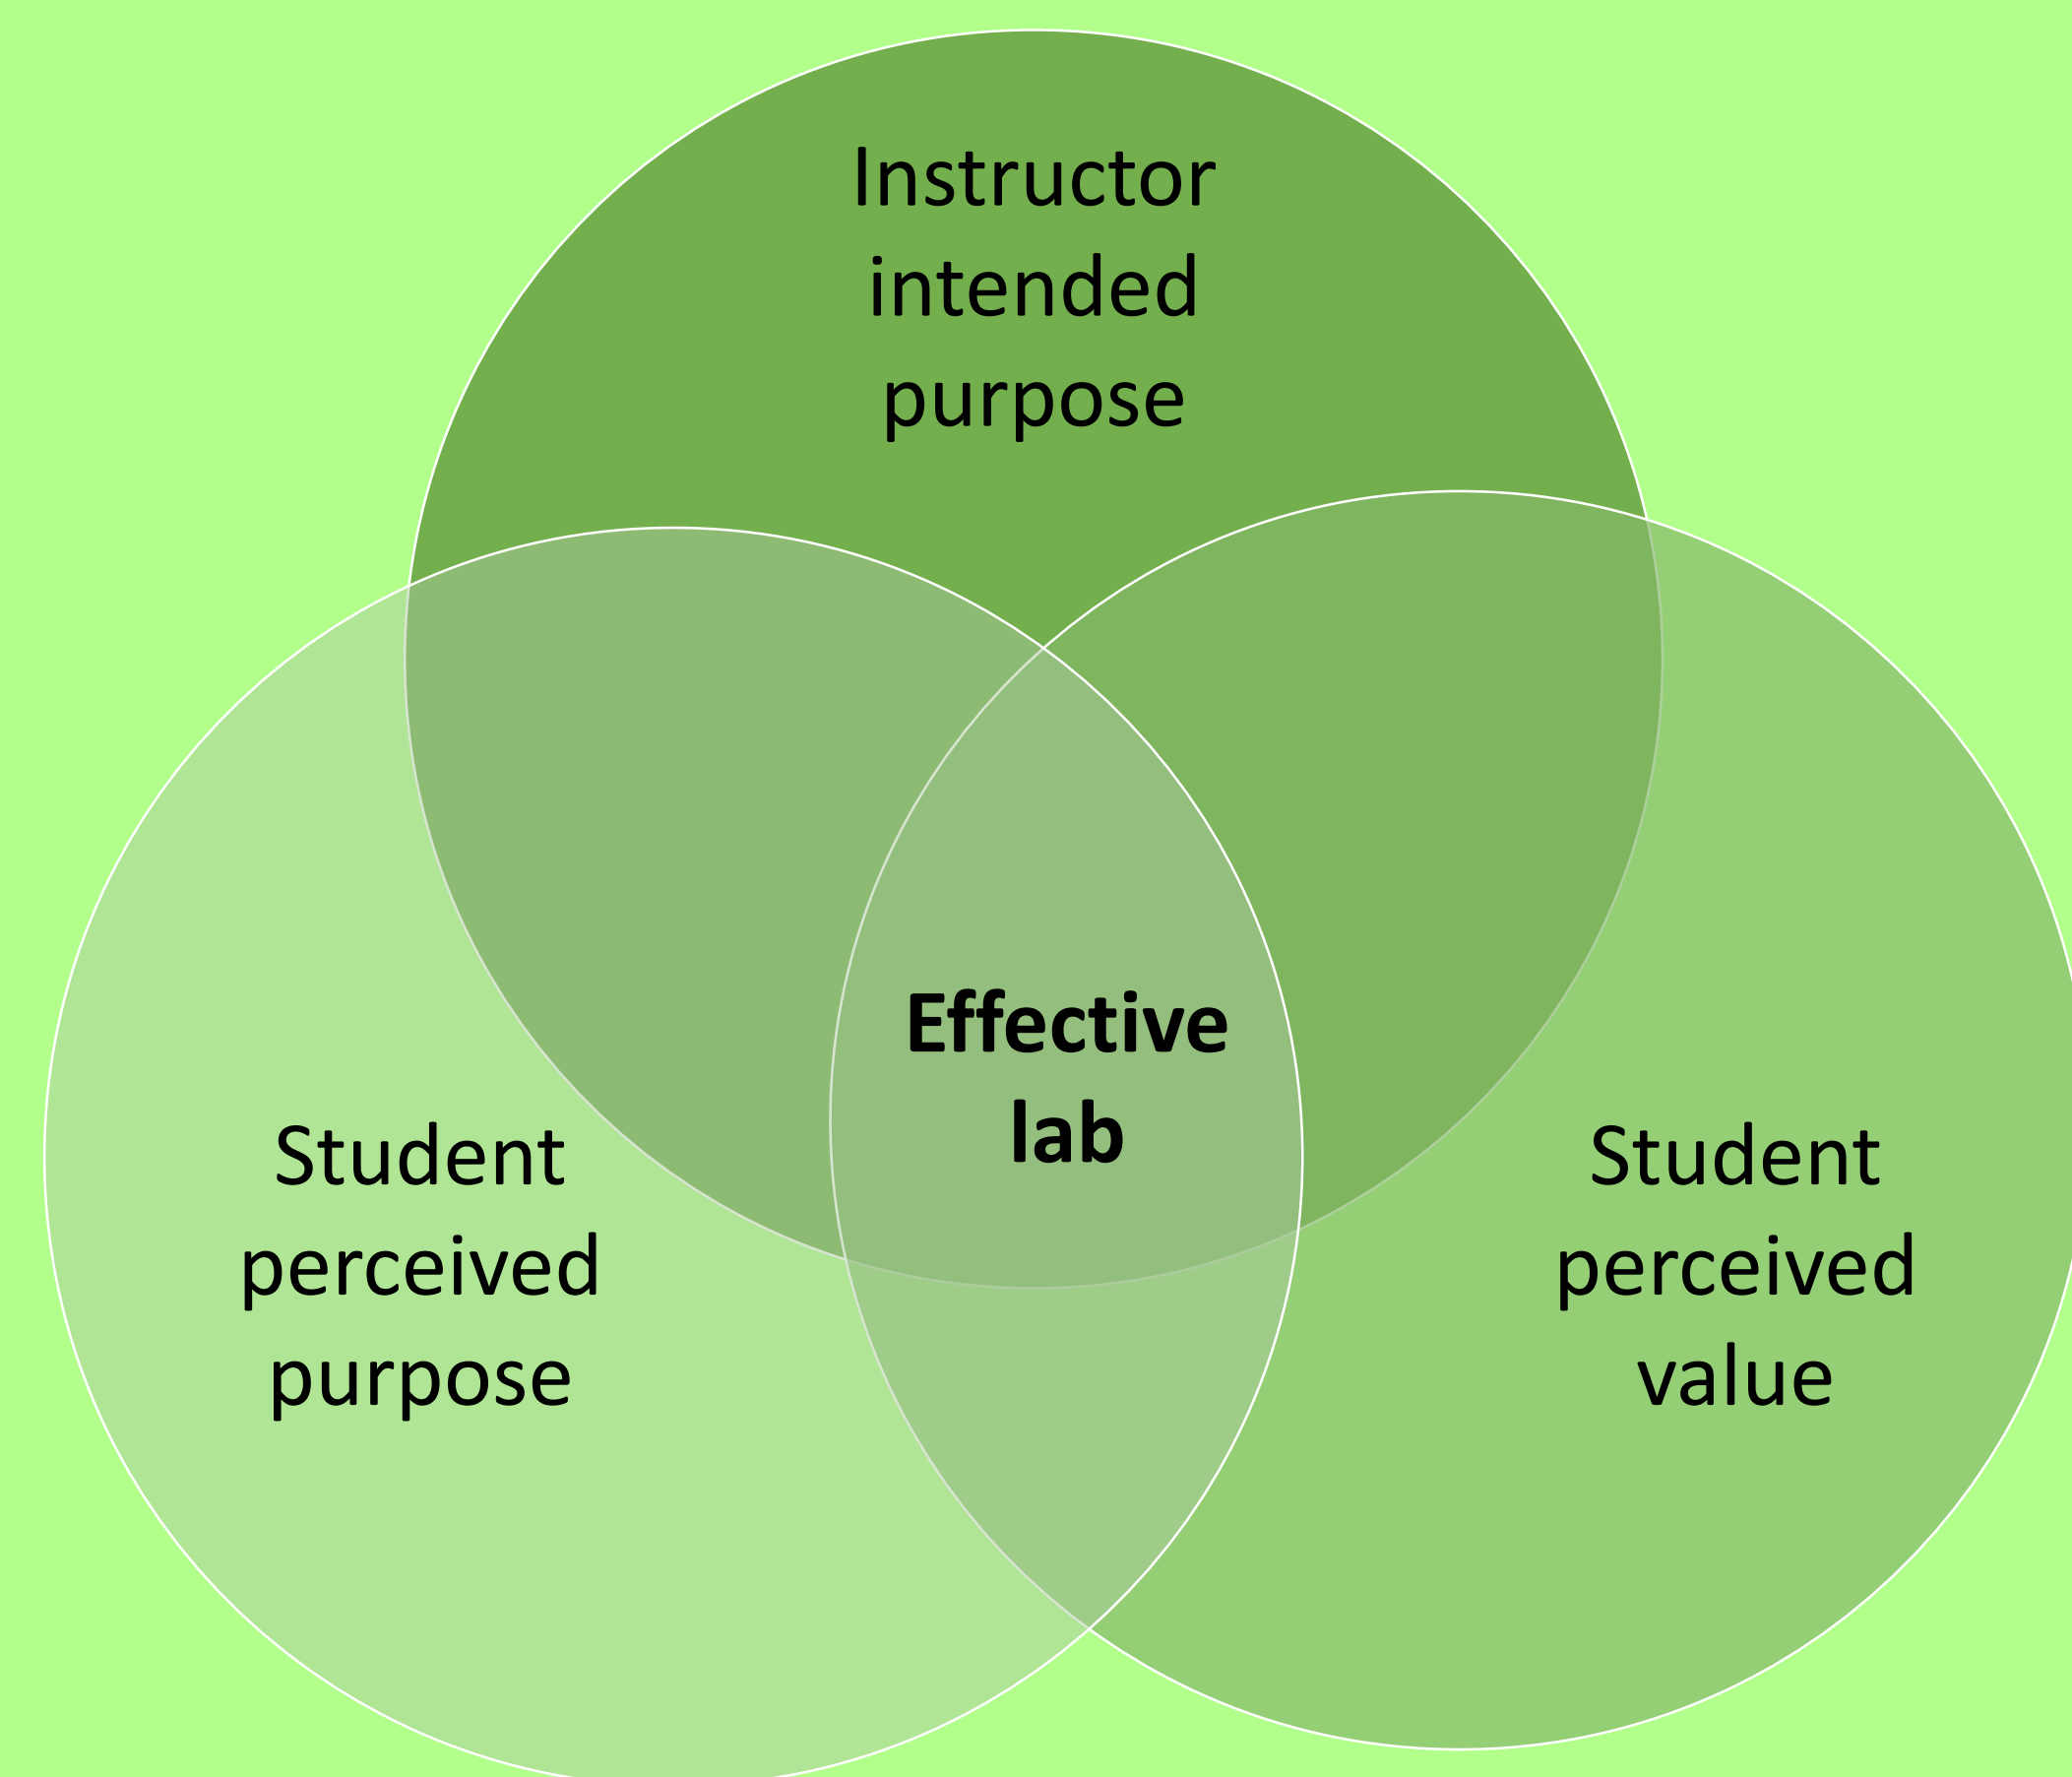 Instructor
intended
purpose
Effective
lab
Student
perceived
purpose
Student
perceived
value